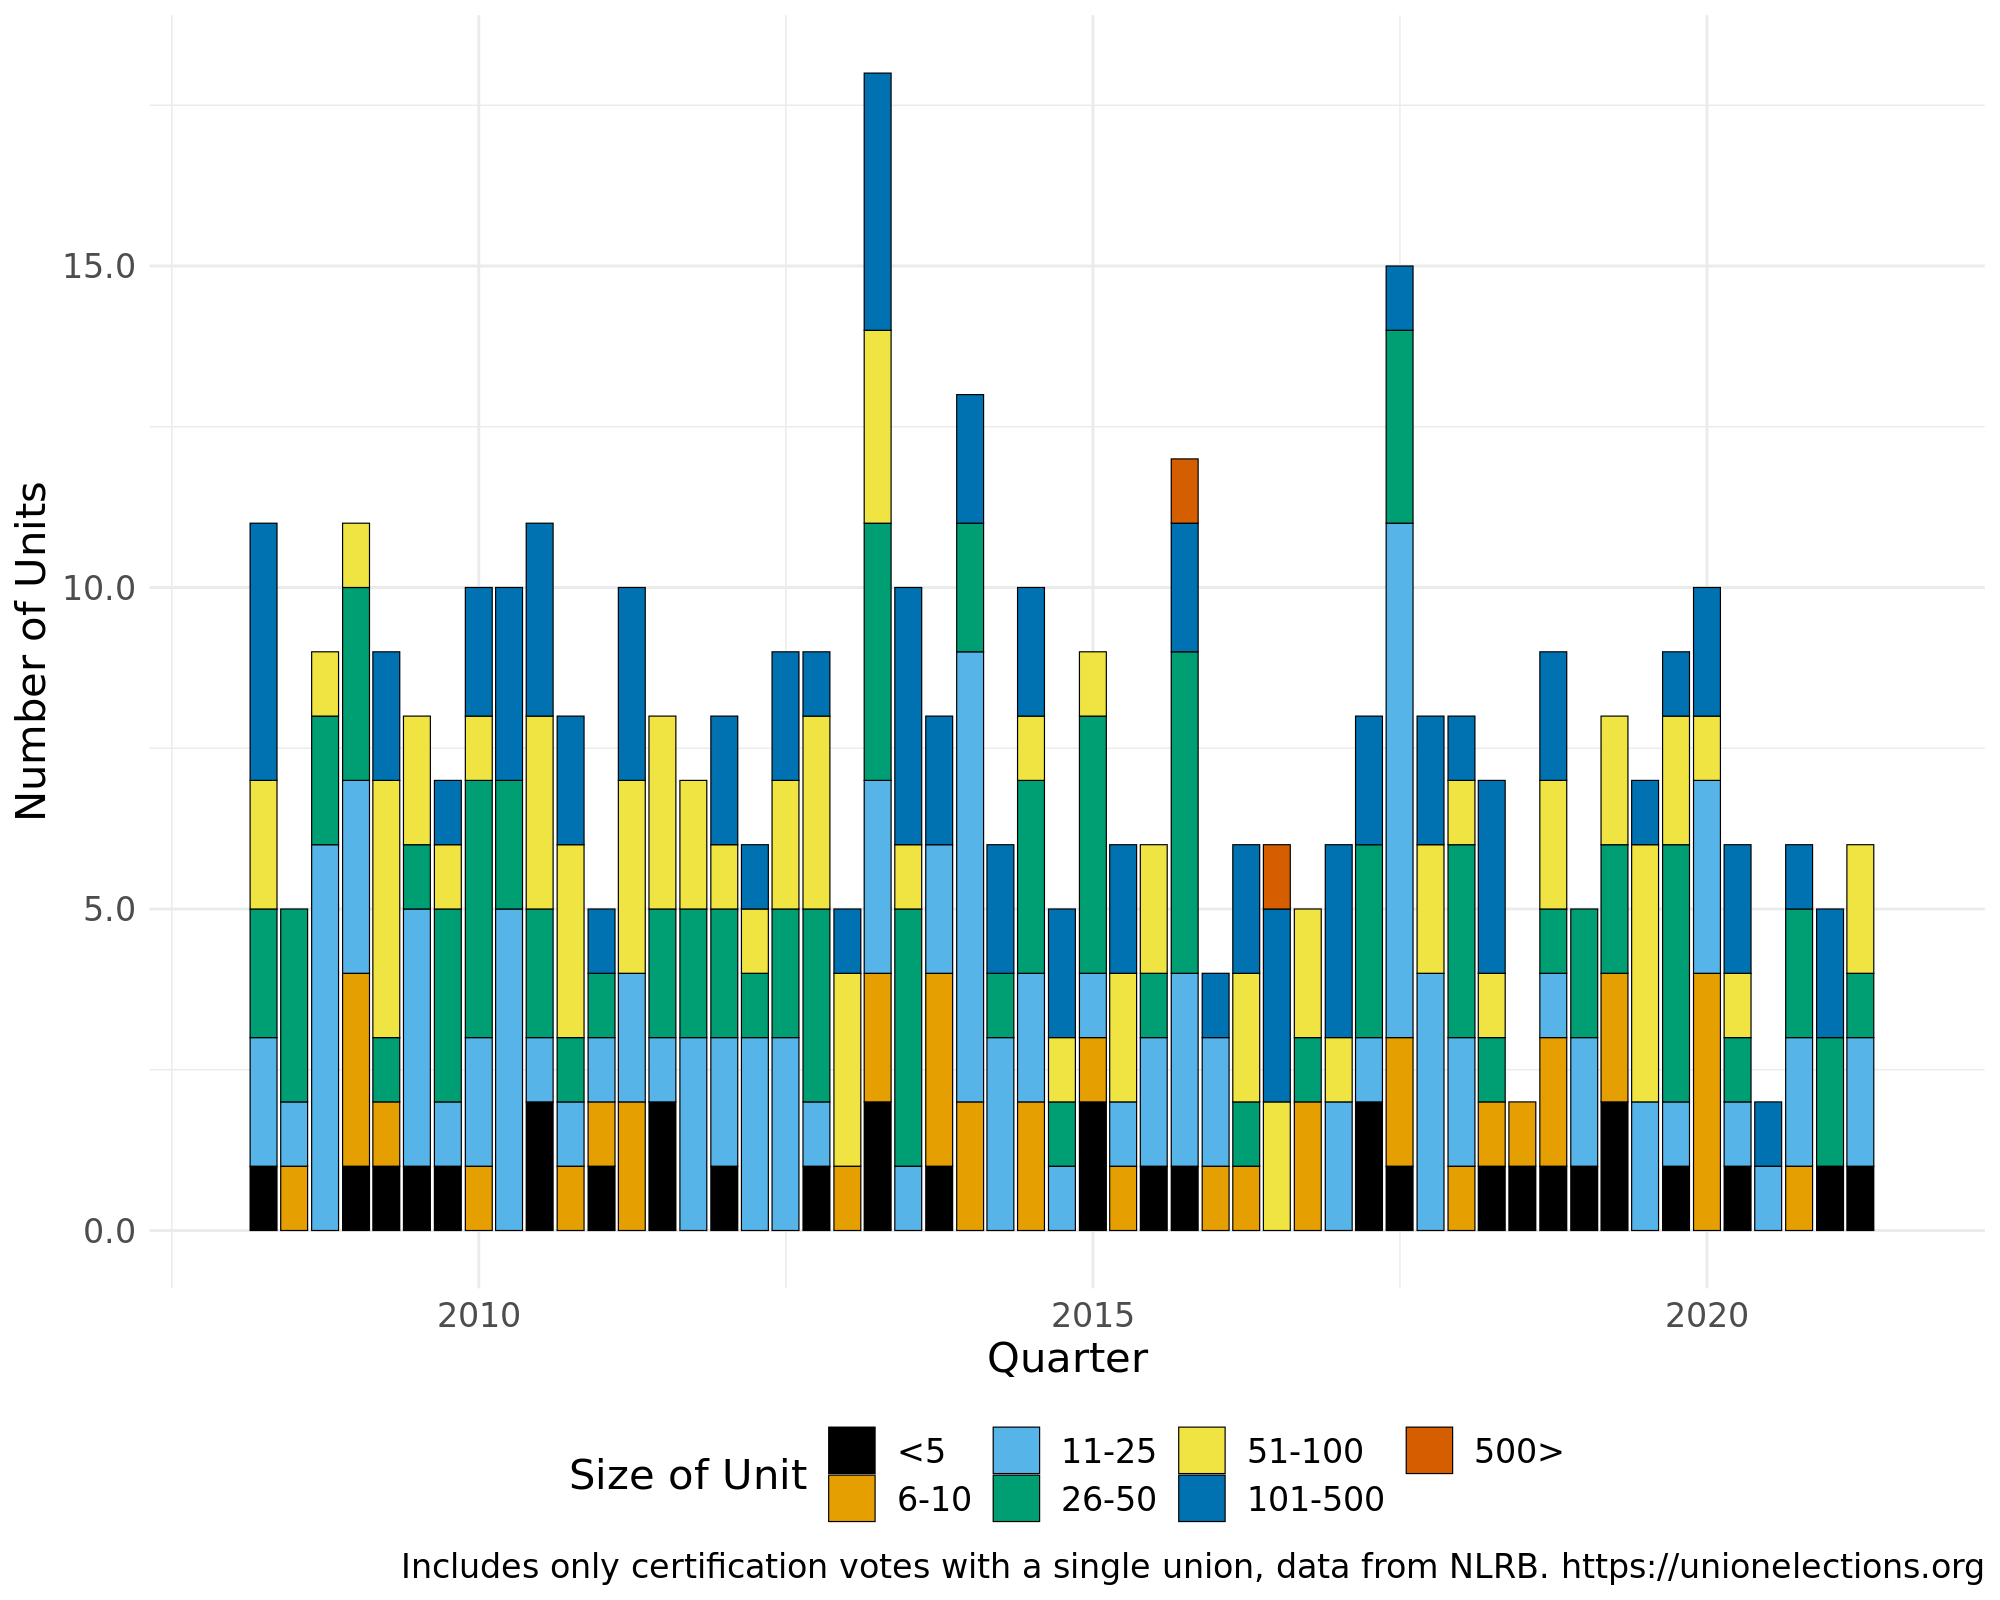 Number of Units
15.0
10.0
5.0
0.0
2010 2015 2020
Quarter
Size of Unit
<5 11-25 51-100 500>
6-10 26-50 101-500
Includes only certification votes with a single union, data from NLRB. https://unionelections.org